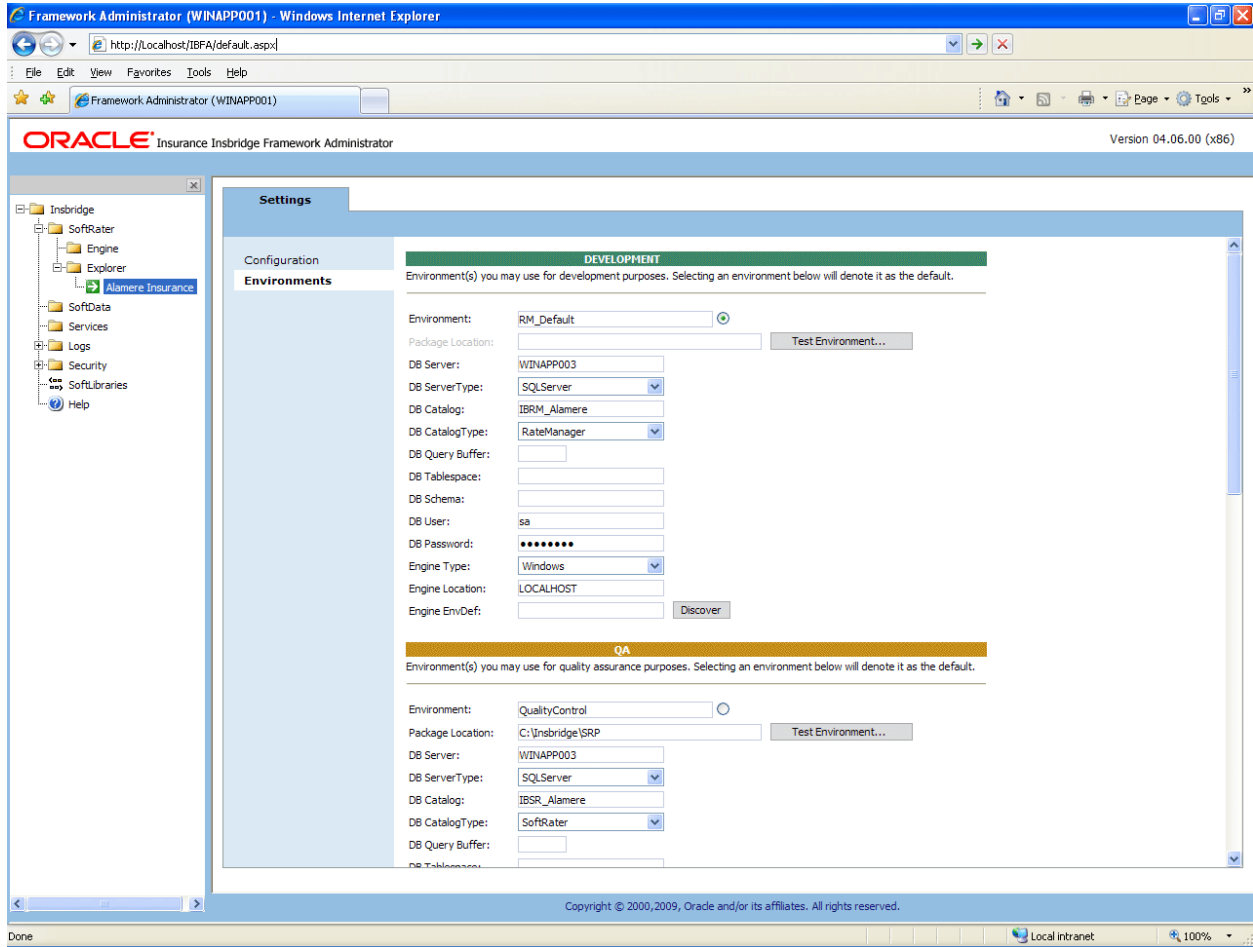 Framework Administrator (WINAPP001) - Windows Internet Explorer
http://Localhost/IBFA/default.aspx
File Edit View Favorites Tools Help
Framework Administrator (WINAPP001)
Page Tools
ORACLE Insurance Insbridge Framework Administrator
Version 04.06.00 (x86)
Insbridge
SoftRater
Engine
Explorer
Alamere Insurance
SoftData
Services
Logs
Security
SoftLibraries
Help
Settings
Configuration
Environments
DEVELOPMENT
Environment(s) you may use for development purposes. Selecting an environment below will denote it as the default.
Environment: RM_Default
Package Location: Test Environment...
DB Server: WINAPP003
DB ServerType: SQLServer
DB Catalog: IBRM_Alamere
DB CatalogType: RateManager
DB Query Buffer:
DB Tablespace:
DB Schema:
DB User: sa
DB Password: ••••••••
Engine Type: Windows
Engine Location: LOCALHOST
Engine EnvDef: Discover
QA
Environment(s) you may use for quality assurance purposes. Selecting an environment below will denote it as the default.
Environment: QualityControl
Package Location: C:\Insbridge\SRP Test Environment...
DB Server: WINAPP003
DB ServerType: SQLServer
DB Catalog: IBSR_Alamere
DB CatalogType: SoftRater
DB Query Buffer:
DB Tablespace:
Copyright © 2000,2009, Oracle and/or its affiliates. All rights reserved.
Done Local intranet 100%